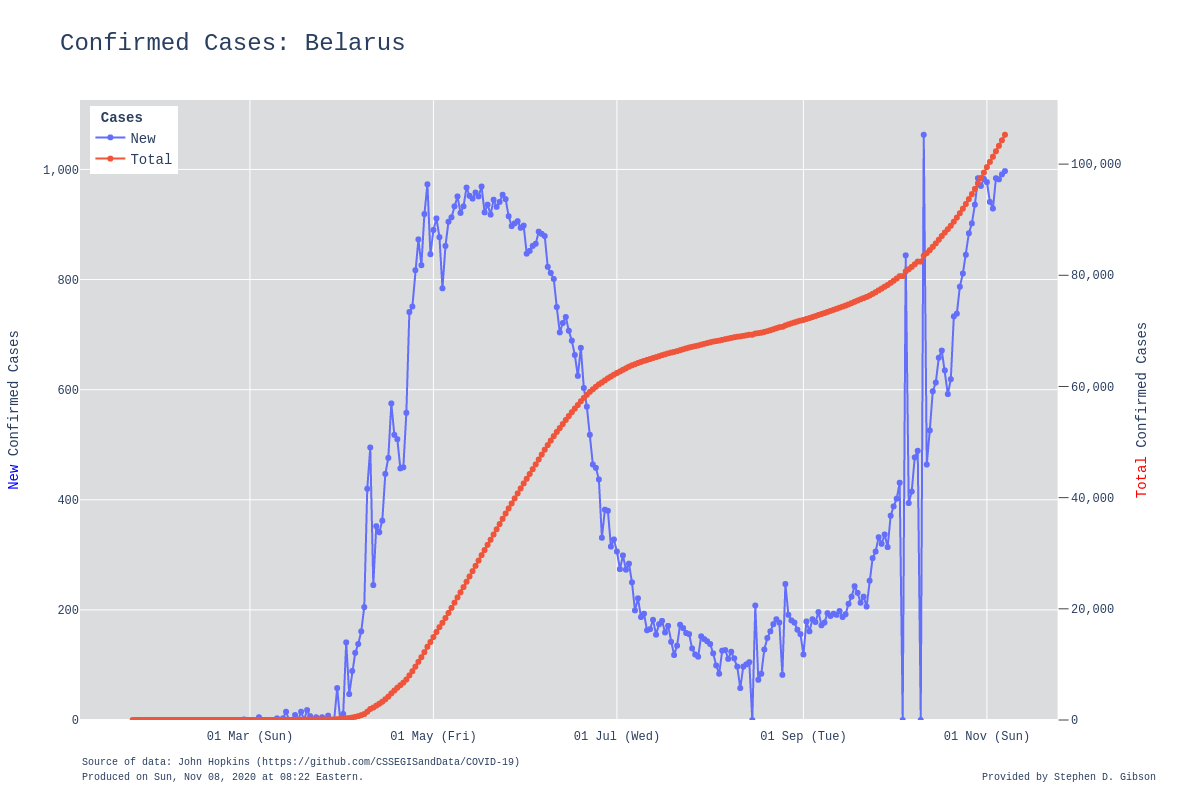 Confirmed Cases: Belarus
Cases
New
Total
1,000
800
600
400
200
0
100,000
80,000
60,000
40,000
20,000
0
New Confirmed Cases
Total Confirmed Cases
01 Mar (Sun)
01 May (Fri)
01 Jul (Wed)
01 Sep (Tue)
01 Nov (Sun)
Source of data: John Hopkins (https://github.com/CSSEGISandData/COVID-19)
Produced on Sun, Nov 08, 2020 at 08:22 Eastern.
Provided by Stephen D. Gibson